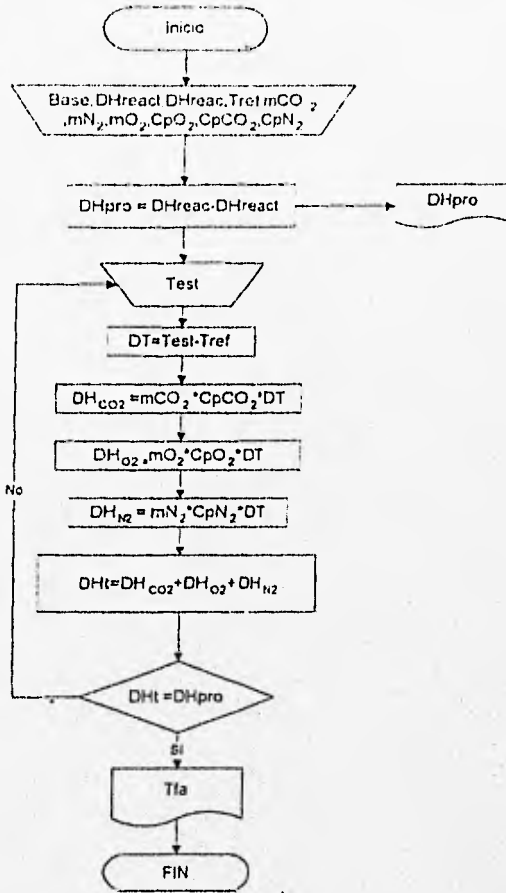 Inicio
Base, DHreact, DHreac, Tref mCO2
,mN2, mO2, CpO2, CpCO2, CpN2
DHpro = DHreac-DHreact
DHpro
Test
DT=Test-Tref
DHCO2 = mCO2*CpCO2*DT
DHO2 = mO2*CpO2*DT
DHN2 = mN2*CpN2*DT
No
DHt=DHCO2+DHO2+DHN2
DHt =DHpro
Si
Tfa
FIN